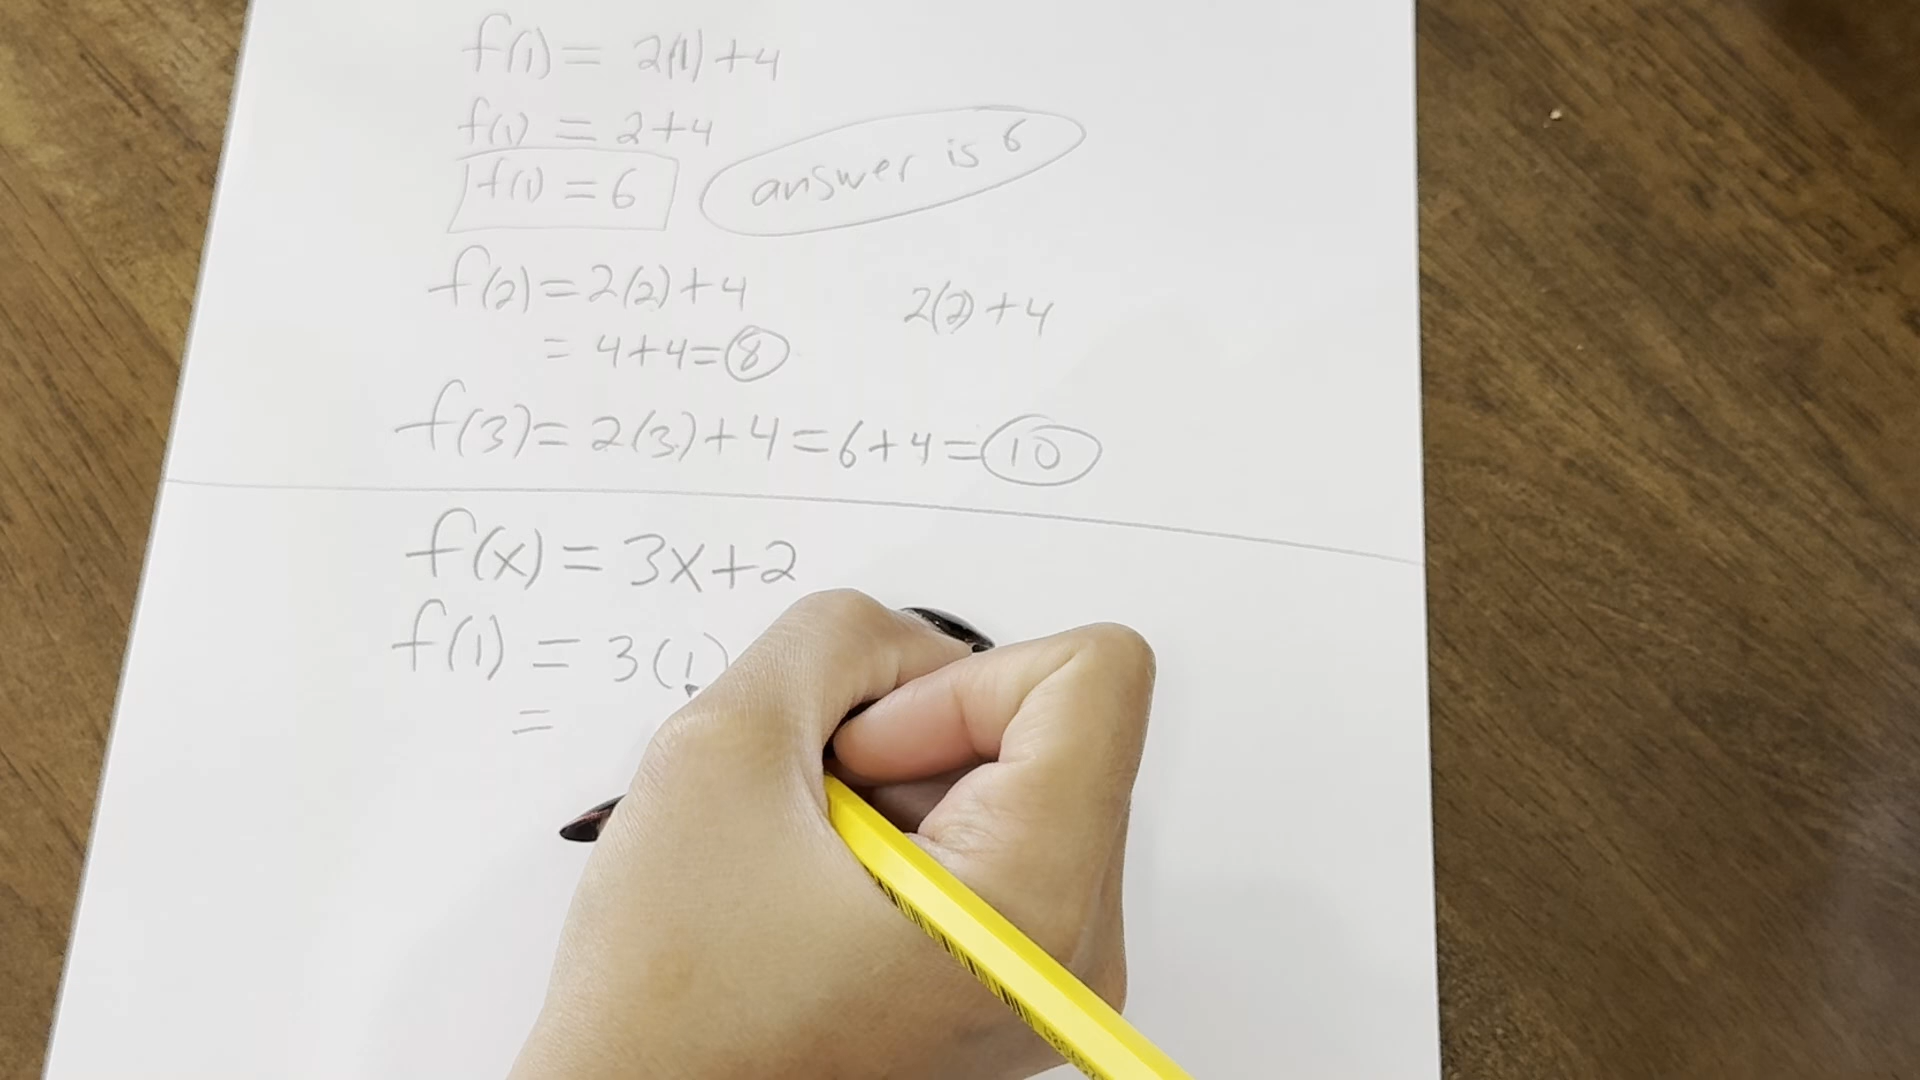 f(1) = 2(1) + 4
f(1) = 2+4
f(1) = 6
answer is 6
f(2) = 2(2) + 4
2(2) + 4
= 4+4 = 8
f(3) = 2(3) + 4 = 6+4 = 10
f(x) = 3x+2
f(1) = 3(1)
=